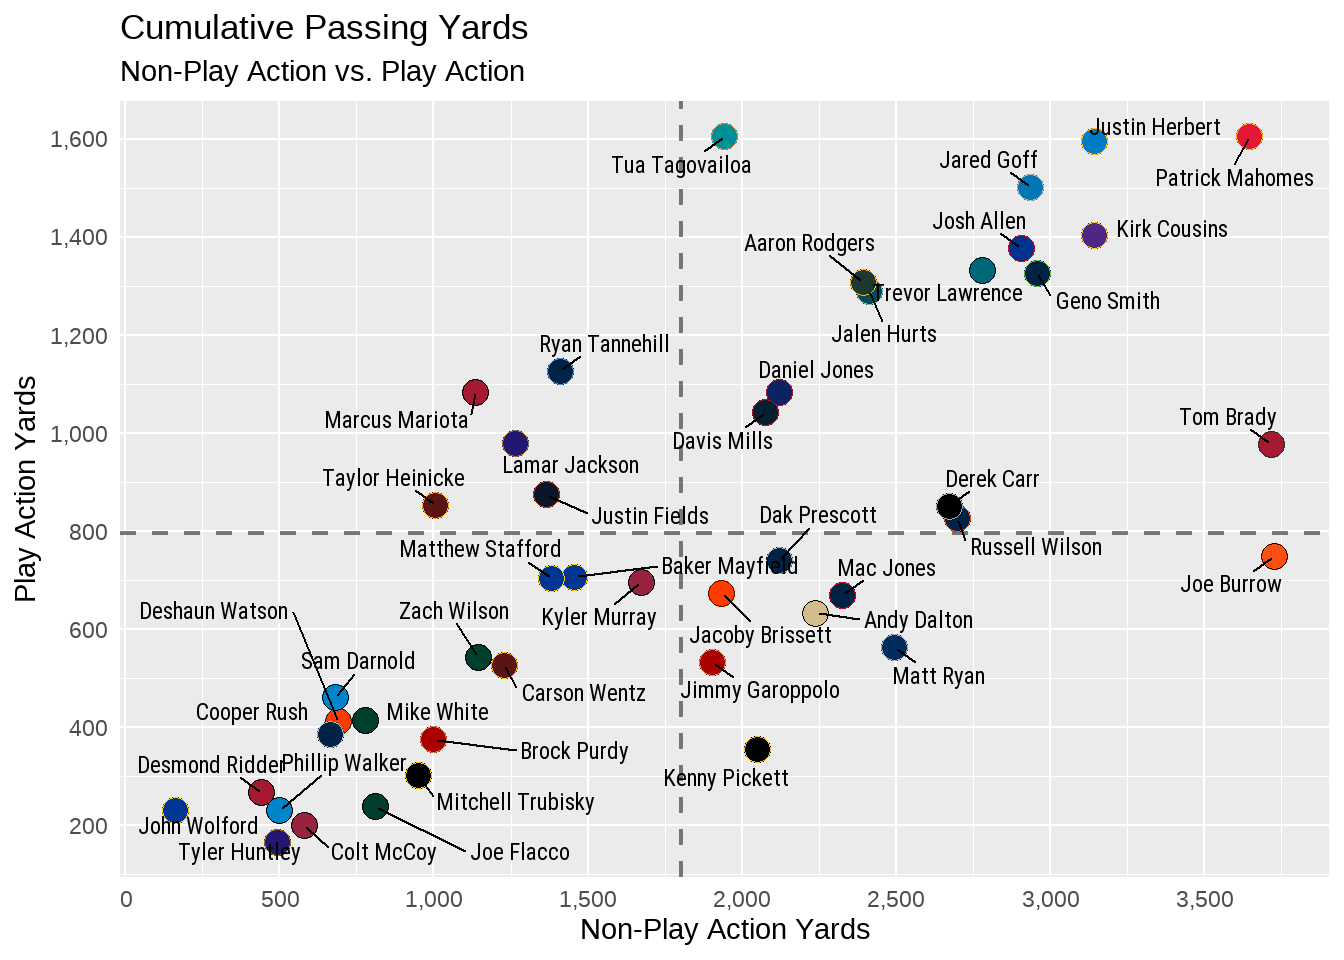 Cumulative Passing Yards
Non-Play Action vs. Play Action
1,600
1,400
1,200
1,000
800
600
400
200
Play Action Yards
Justin Herbert
Tua Tagovailoa
Jared Goff
Patrick Mahomes
Josh Allen
Kirk Cousins
Aaron Rodgers
Trevor Lawrence
Geno Smith
Jalen Hurts
Ryan Tannehill
Daniel Jones
Marcus Mariota
Tom Brady
Davis Mills
Lamar Jackson
Taylor Heinicke
Derek Carr
Justin Fields
Dak Prescott
Matthew Stafford
Russell Wilson
Baker Mayfield
Mac Jones
Joe Burrow
Deshaun Watson
Zach Wilson
Kyler Murray
Andy Dalton
Jacoby Brissett
Sam Darnold
Matt Ryan
Carson Wentz
Jimmy Garoppolo
Cooper Rush
Mike White
Brock Purdy
Desmond Ridder
Phillip Walker
Kenny Pickett
Mitchell Trubisky
John Wolford
Tyler Huntley
Colt McCoy
Joe Flacco
0
500
1,000
1,500
2,000
2,500
3,000
3,500
Non-Play Action Yards